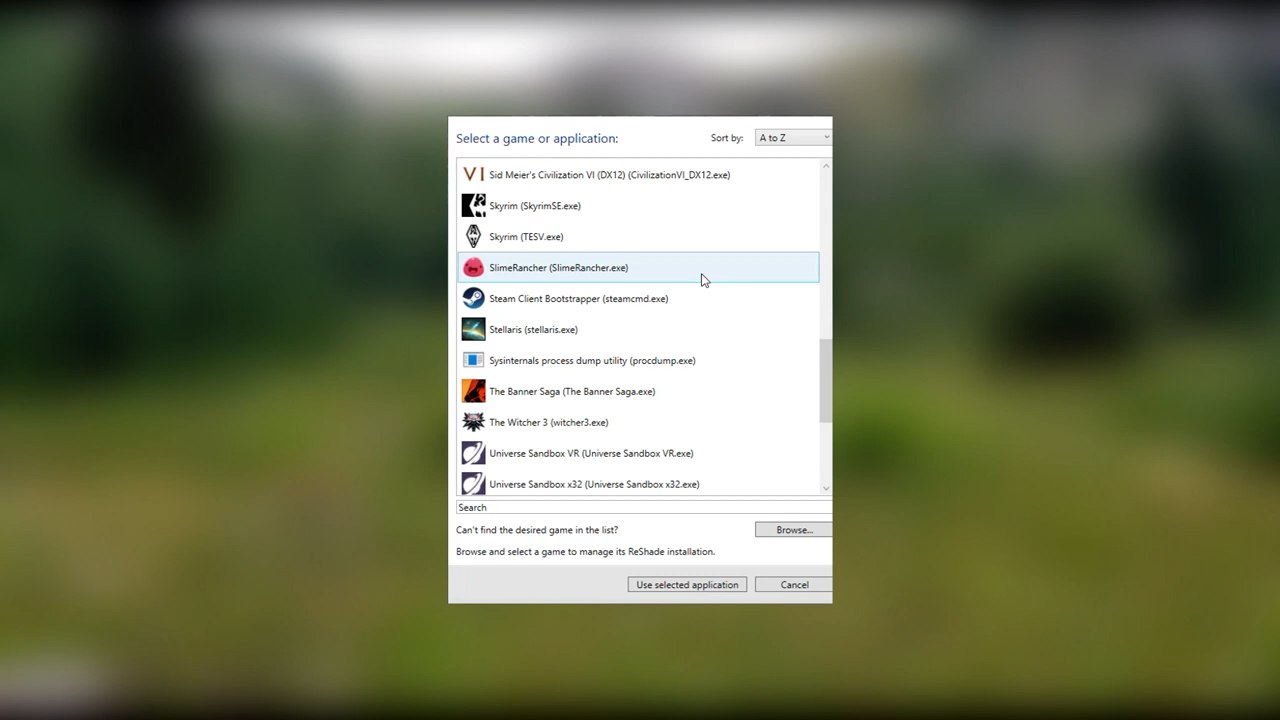 Select a game or application:
Sort by:
A to Z
VI Sid Meier's Civilization VI (DX12) (CivilizationVI_DX12.exe)
Skyrim (SkyrimSE.exe)
Skyrim (TESV.exe)
SlimeRancher (SlimeRancher.exe)
Steam Client Bootstrapper (steamcmd.exe)
Stellaris (stellaris.exe)
Sysinternals process dump utility (procdump.exe)
The Banner Saga (The Banner Saga.exe)
The Witcher 3 (witcher3.exe)
Universe Sandbox VR (Universe Sandbox VR.exe)
Universe Sandbox x32 (Universe Sandbox x32.exe)
Search
Can't find the desired game in the list?
Browse...
Browse and select a game to manage its ReShade installation.
Use selected application
Cancel